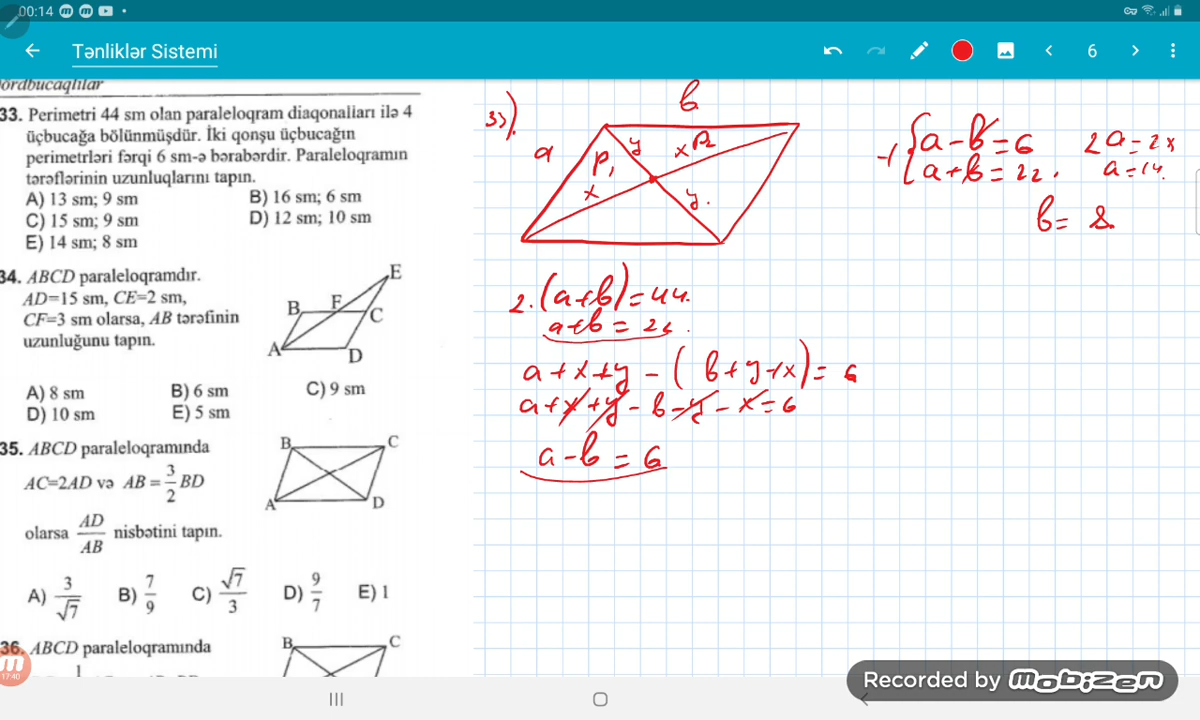 00:14
Tənliklər Sistemi
6
ördbucaqlılar
33. Perimetri 44 sm olan paraleloqram diaqonalları ilə 4
üçbucağa bölünmüşdür. İki qonşu üçbucağın
perimetrləri fərqi 6 sm-ə bərabərdir. Paraleloqramın
tərəflərinin uzunluqlarını tapın.
A) 13 sm; 9 sm B) 16 sm; 6 sm
C) 15 sm; 9 sm D) 12 sm; 10 sm
E) 14 sm; 8 sm
34. ABCD paraleloqramdır.
AD=15 sm, CE=2 sm,
CF=3 sm olarsa, AB tərəfinin
uzunluğunu tapın.
B F E C A D
A) 8 sm B) 6 sm C) 9 sm
D) 10 sm E) 5 sm
35. ABCD paraleloqramında
AC=2AD və AB = 3/2 BD
olarsa AD/AB nisbətini tapın.
B C A D
A) 3/√7 B) 7/9 C) √7/3 D) 9/7 E) 1
36. ABCD paraleloqramında
1
B C
17:40
33).
b
a P1 y x P2
x y.
2.(a+b)=44.
a+b = 22.
a+x+y - ( b+y+x)= 6
a+x+y - b-y - x=6
a-b = 6
a-b=6
a+b=22.
a=14.
b= 8.
Recorded by mobizen